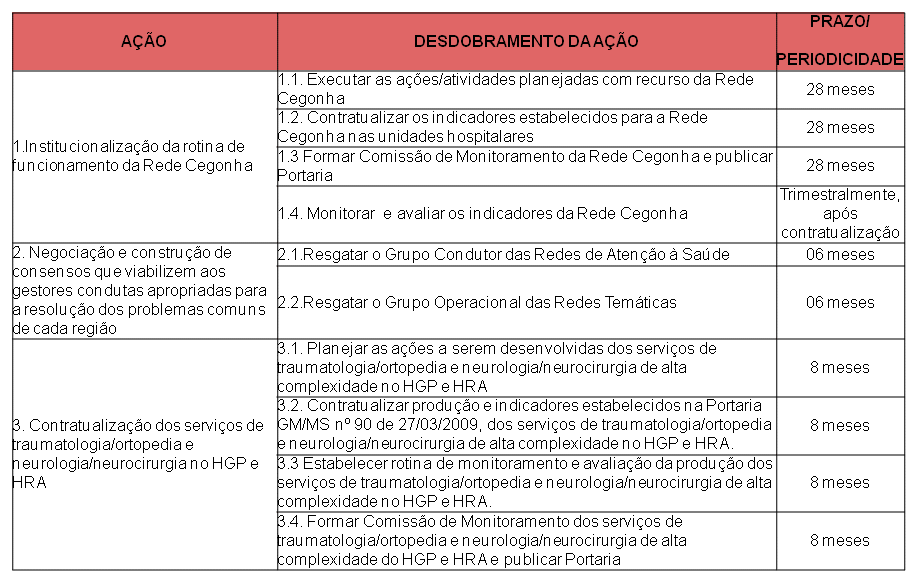 AÇÃO
DESDOBRAMENTO DA AÇÃO
PRAZO/
PERIODICIDADE
1.Institucionalização da rotina de
funcionamento da Rede Cegonha
1.1. Executar as ações/atividades planejadas com recurso da Rede
Cegonha
28 meses
1.2. Contratualizar os indicadores estabelecidos para a Rede
Cegonha nas unidades hospitalares
28 meses
1.3 Formar Comissão de Monitoramento da Rede Cegonha e publicar
Portaria
28 meses
1.4. Monitorar e avaliar os indicadores da Rede Cegonha
Trimestralmente,
após
contratualização
2. Negociação e construção de
consensos que viabilizem aos
gestores condutas apropriadas para
a resolução dos problemas comuns
de cada região
2.1.Resgatar o Grupo Condutor das Redes de Atenção à Saúde
06 meses
2.2.Resgatar o Grupo Operacional das Redes Temáticas
06 meses
3. Contratualização dos serviços de
traumatologia/ortopedia e
neurologia/neurocirurgia no HGP e
HRA
3.1. Planejar as ações a serem desenvolvidas dos serviços de
traumatologia/ortopedia e neurologia/neurocirurgia de alta
complexidade no HGP e HRA
8 meses
3.2. Contratualizar produção e indicadores estabelecidos na Portaria
GM/MS nº 90 de 27/03/2009, dos serviços de traumatologia/ortopedia
e neurologia/neurocirurgia de alta complexidade no HGP e HRA.
8 meses
3.3 Estabelecer rotina de monitoramento e avaliação da produção dos
serviços de traumatologia/ortopedia e neurologia/neurocirurgia de alta
complexidade no HGP e HRA.
8 meses
3.4. Formar Comissão de Monitoramento dos serviços de
traumatologia/ortopedia e neurologia/neurocirurgia de alta
complexidade do HGP e HRA e publicar Portaria
8 meses